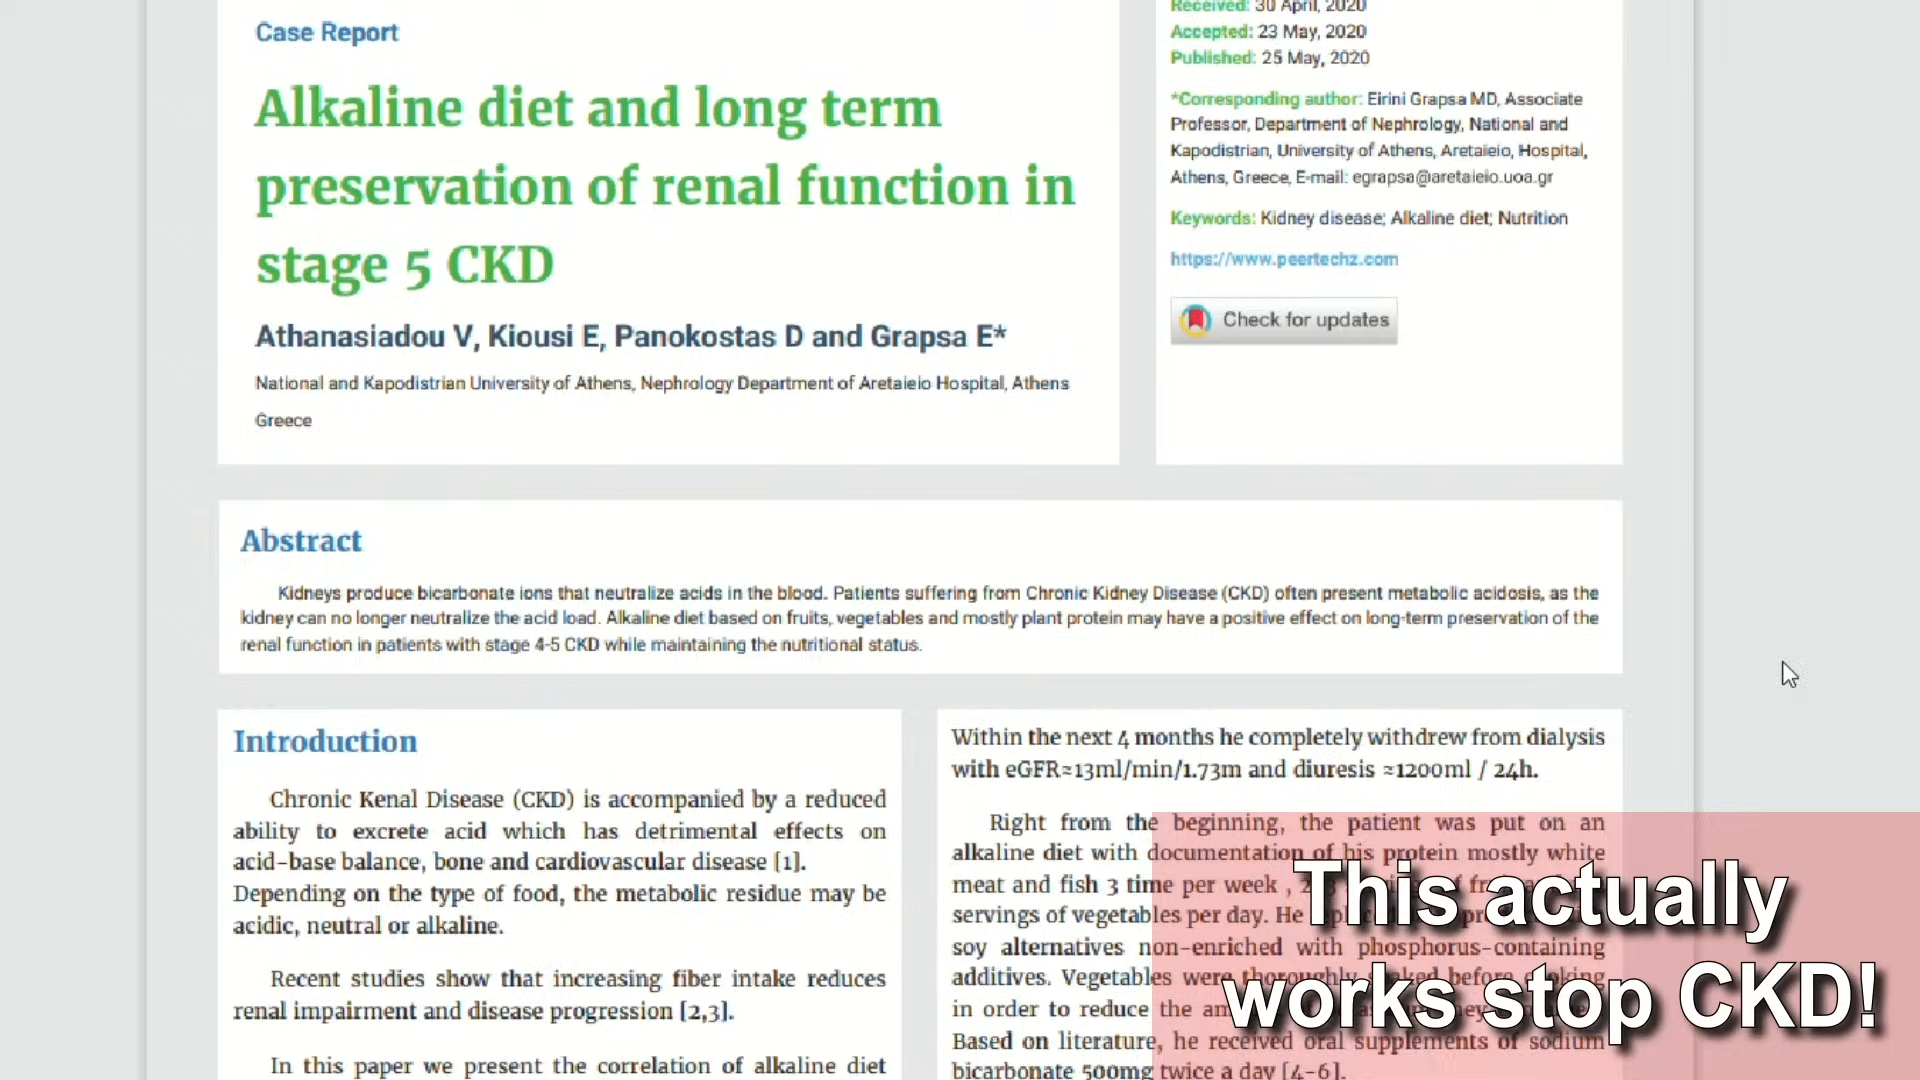 Case Report
Alkaline diet and long term
preservation of renal function in
stage 5 CKD
Athanasiadou V, Kiousi E, Panokostas D and Grapsa E*
National and Kapodistrian University of Athens, Nephrology Department of Aretaieio Hospital, Athens
Greece
Received: 30 April, 2020
Accepted: 23 May, 2020
Published: 25 May, 2020
*Corresponding author: Eirini Grapsa MD, Associate
Professor, Department of Nephrology, National and
Kapodistrian, University of Athens, Aretaieio, Hospital,
Athens, Greece, E-mail: egrapsa@aretaieio.uoa.gr
Keywords: Kidney disease; Alkaline diet; Nutrition
https://www.peertechz.com
Check for updates
Abstract
Kidneys produce bicarbonate ions that neutralize acids in the blood. Patients suffering from Chronic Kidney Disease (CKD) often present metabolic acidosis, as the
kidney can no longer neutralize the acid load. Alkaline diet based on fruits, vegetables and mostly plant protein may have a positive effect on long-term preservation of the
renal function in patients with stage 4-5 CKD while maintaining the nutritional status.
Introduction
Chronic Kenal Disease (CKD) is accompanied by a reduced
ability to excrete acid which has detrimental effects on
acid-base balance, bone and cardiovascular disease [1].
Depending on the type of food, the metabolic residue may be
acidic, neutral or alkaline.
Recent studies show that increasing fiber intake reduces
renal impairment and disease progression [2,3].
In this paper we present the correlation of alkaline diet
Within the next 4 months he completely withdrew from dialysis
with eGFR≈13ml/min/1.73m and diuresis ≈1200ml / 24h.
Right from the beginning, the patient was put on an
alkaline diet with documentation of his protein mostly white
meat and fish 3 time per week , of
servings of vegetables per day. He
soy alternatives non-enriched with phosphorus-containing
additives. Vegetables were thoroughly soaked before cooking
in order to reduce the
Based on literature, he received oral supplements of sodium
bicarbonate 500mg twice a day [4-6].
This actually
works stop CKD!